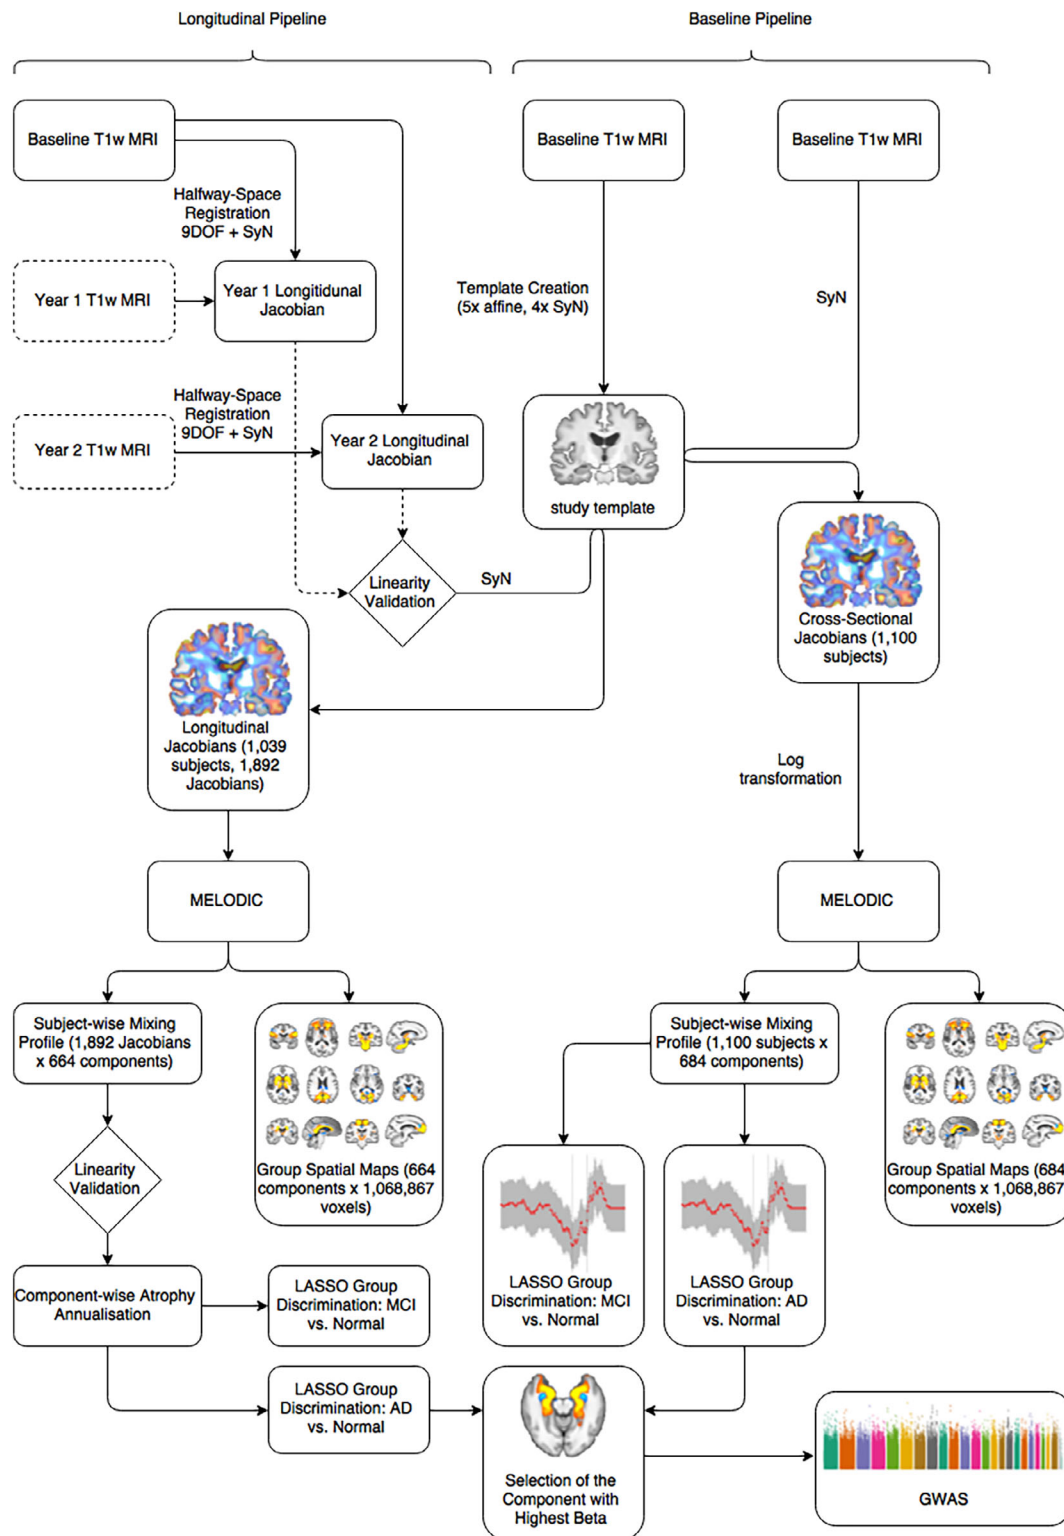 Longitudinal Pipeline
Baseline Pipeline
Baseline T1w MRI
Baseline T1w MRI
Baseline T1w MRI
Halfway-Space
Registration
9DOF + SyN
Year 1 T1w MRI
Year 1 Longitidunal
Jacobian
Template Creation
(5x affine, 4x SyN)
SyN
Halfway-Space
Registration
9DOF + SyN
Year 2 T1w MRI
Year 2 Longitudinal
Jacobian
study template
Linearity
Validation
SyN
Cross-Sectional
Jacobians (1,100
subjects)
Longitudinal
Jacobians (1,039
subjects, 1,892
Jacobians)
Log
transformation
MELODIC
MELODIC
Subject-wise Mixing
Profile (1,892 Jacobians
x 664 components)
Group Spatial Maps (664
components x 1,068,867
voxels)
Subject-wise Mixing
Profile (1,100 subjects x
684 components)
Group Spatial Maps (684
components x 1,068,867
voxels)
Linearity
Validation
Component-wise Atrophy
Annualisation
LASSO Group
Discrimination: MCI
vs. Normal
LASSO Group
Discrimination: MCI
vs. Normal
LASSO Group
Discrimination: AD
vs. Normal
LASSO Group
Discrimination: AD
vs. Normal
Selection of the
Component with
Highest Beta
GWAS